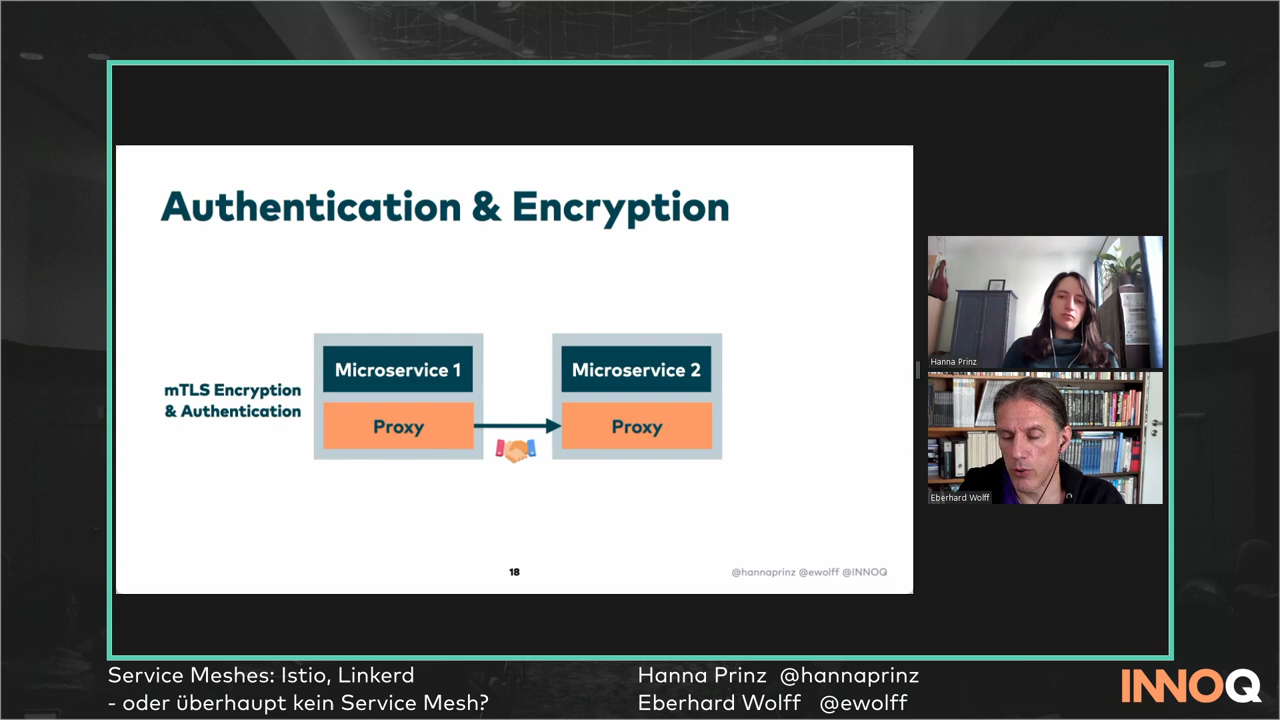 Authentication & Encryption
mTLS Encryption
& Authentication
Microservice 1
Proxy
Microservice 2
Proxy
18
@hannaprinz @ewolff @INNOQ
Hanna Prinz
Eberhard Wolff
Service Meshes: Istio, Linkerd
- oder überhaupt kein Service Mesh?
Hanna Prinz @hannaprinz
Eberhard Wolff @ewolff
INNOQ